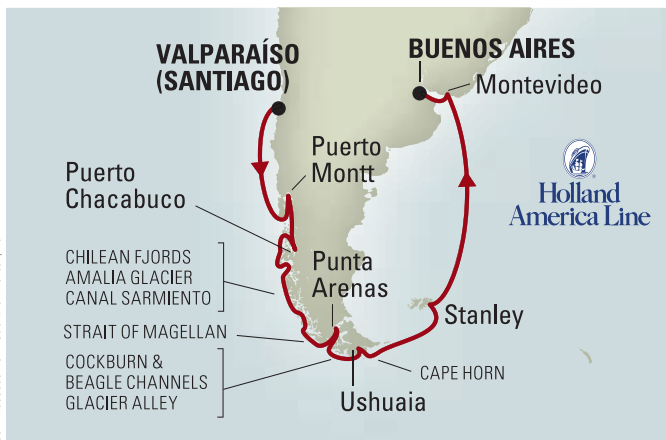 VALPARAÍSO
(SANTIAGO)
BUENOS AIRES
Montevideo
Puerto
Montt
Puerto
Chacabuco
Holland
America Line
CHILEAN FJORDS
AMALIA GLACIER
CANAL SARMIENTO
Punta
Arenas
Stanley
STRAIT OF MAGELLAN
COCKBURN &
BEAGLE CHANNELS
GLACIER ALLEY
CAPE HORN
Ushuaia